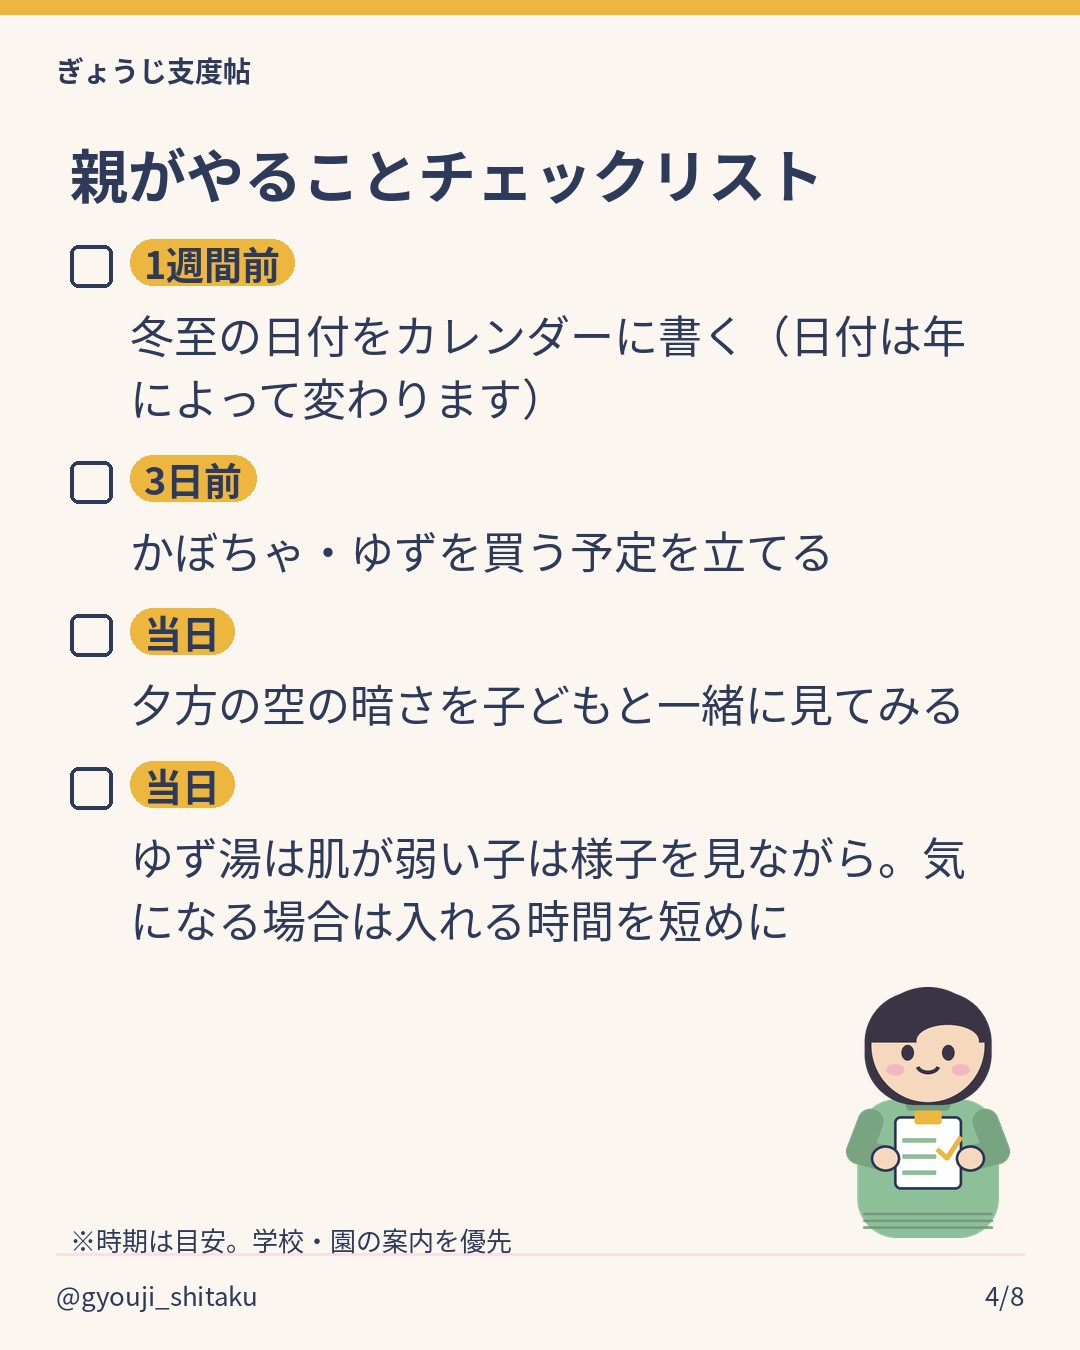 ぎょうじ支度帖
親がやることチェックリスト
1週間前
冬至の日付をカレンダーに書く（日付は年
によって変わります）
3日前
かぼちゃ・ゆずを買う予定を立てる
当日
夕方の空の暗さを子どもと一緒に見てみる
当日
ゆず湯は肌が弱い子は様子を見ながら。気
になる場合は入れる時間を短めに
※時期は目安。学校・園の案内を優先
@gyouji_shitaku
4/8